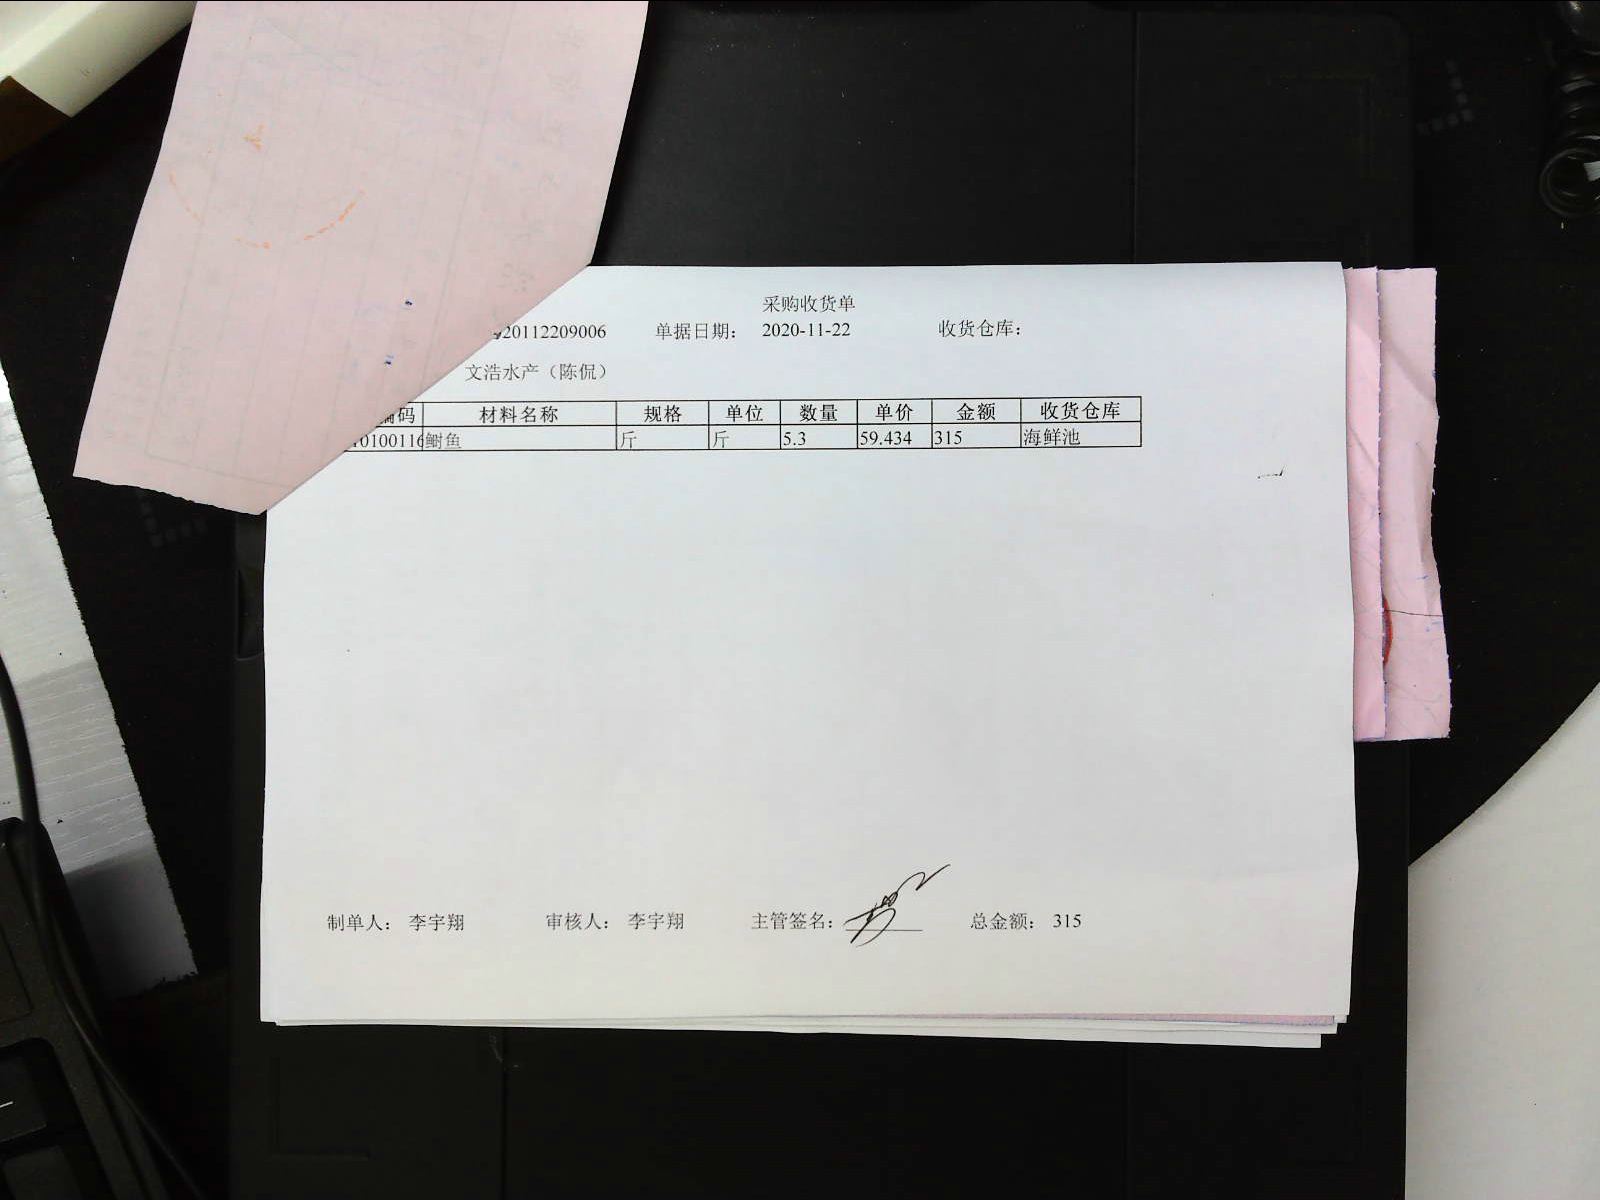 采购收货单
20112209006 单据日期: 2020-11-22 收货仓库:
文浩水产（陈侃）
编码 材料名称 规格 单位 数量 单价 金额 收货仓库
10100116 鲥鱼 斤 斤 5.3 59.434 315 海鲜池
制单人: 李宇翔 审核人: 李宇翔 主管签名: 总金额: 315